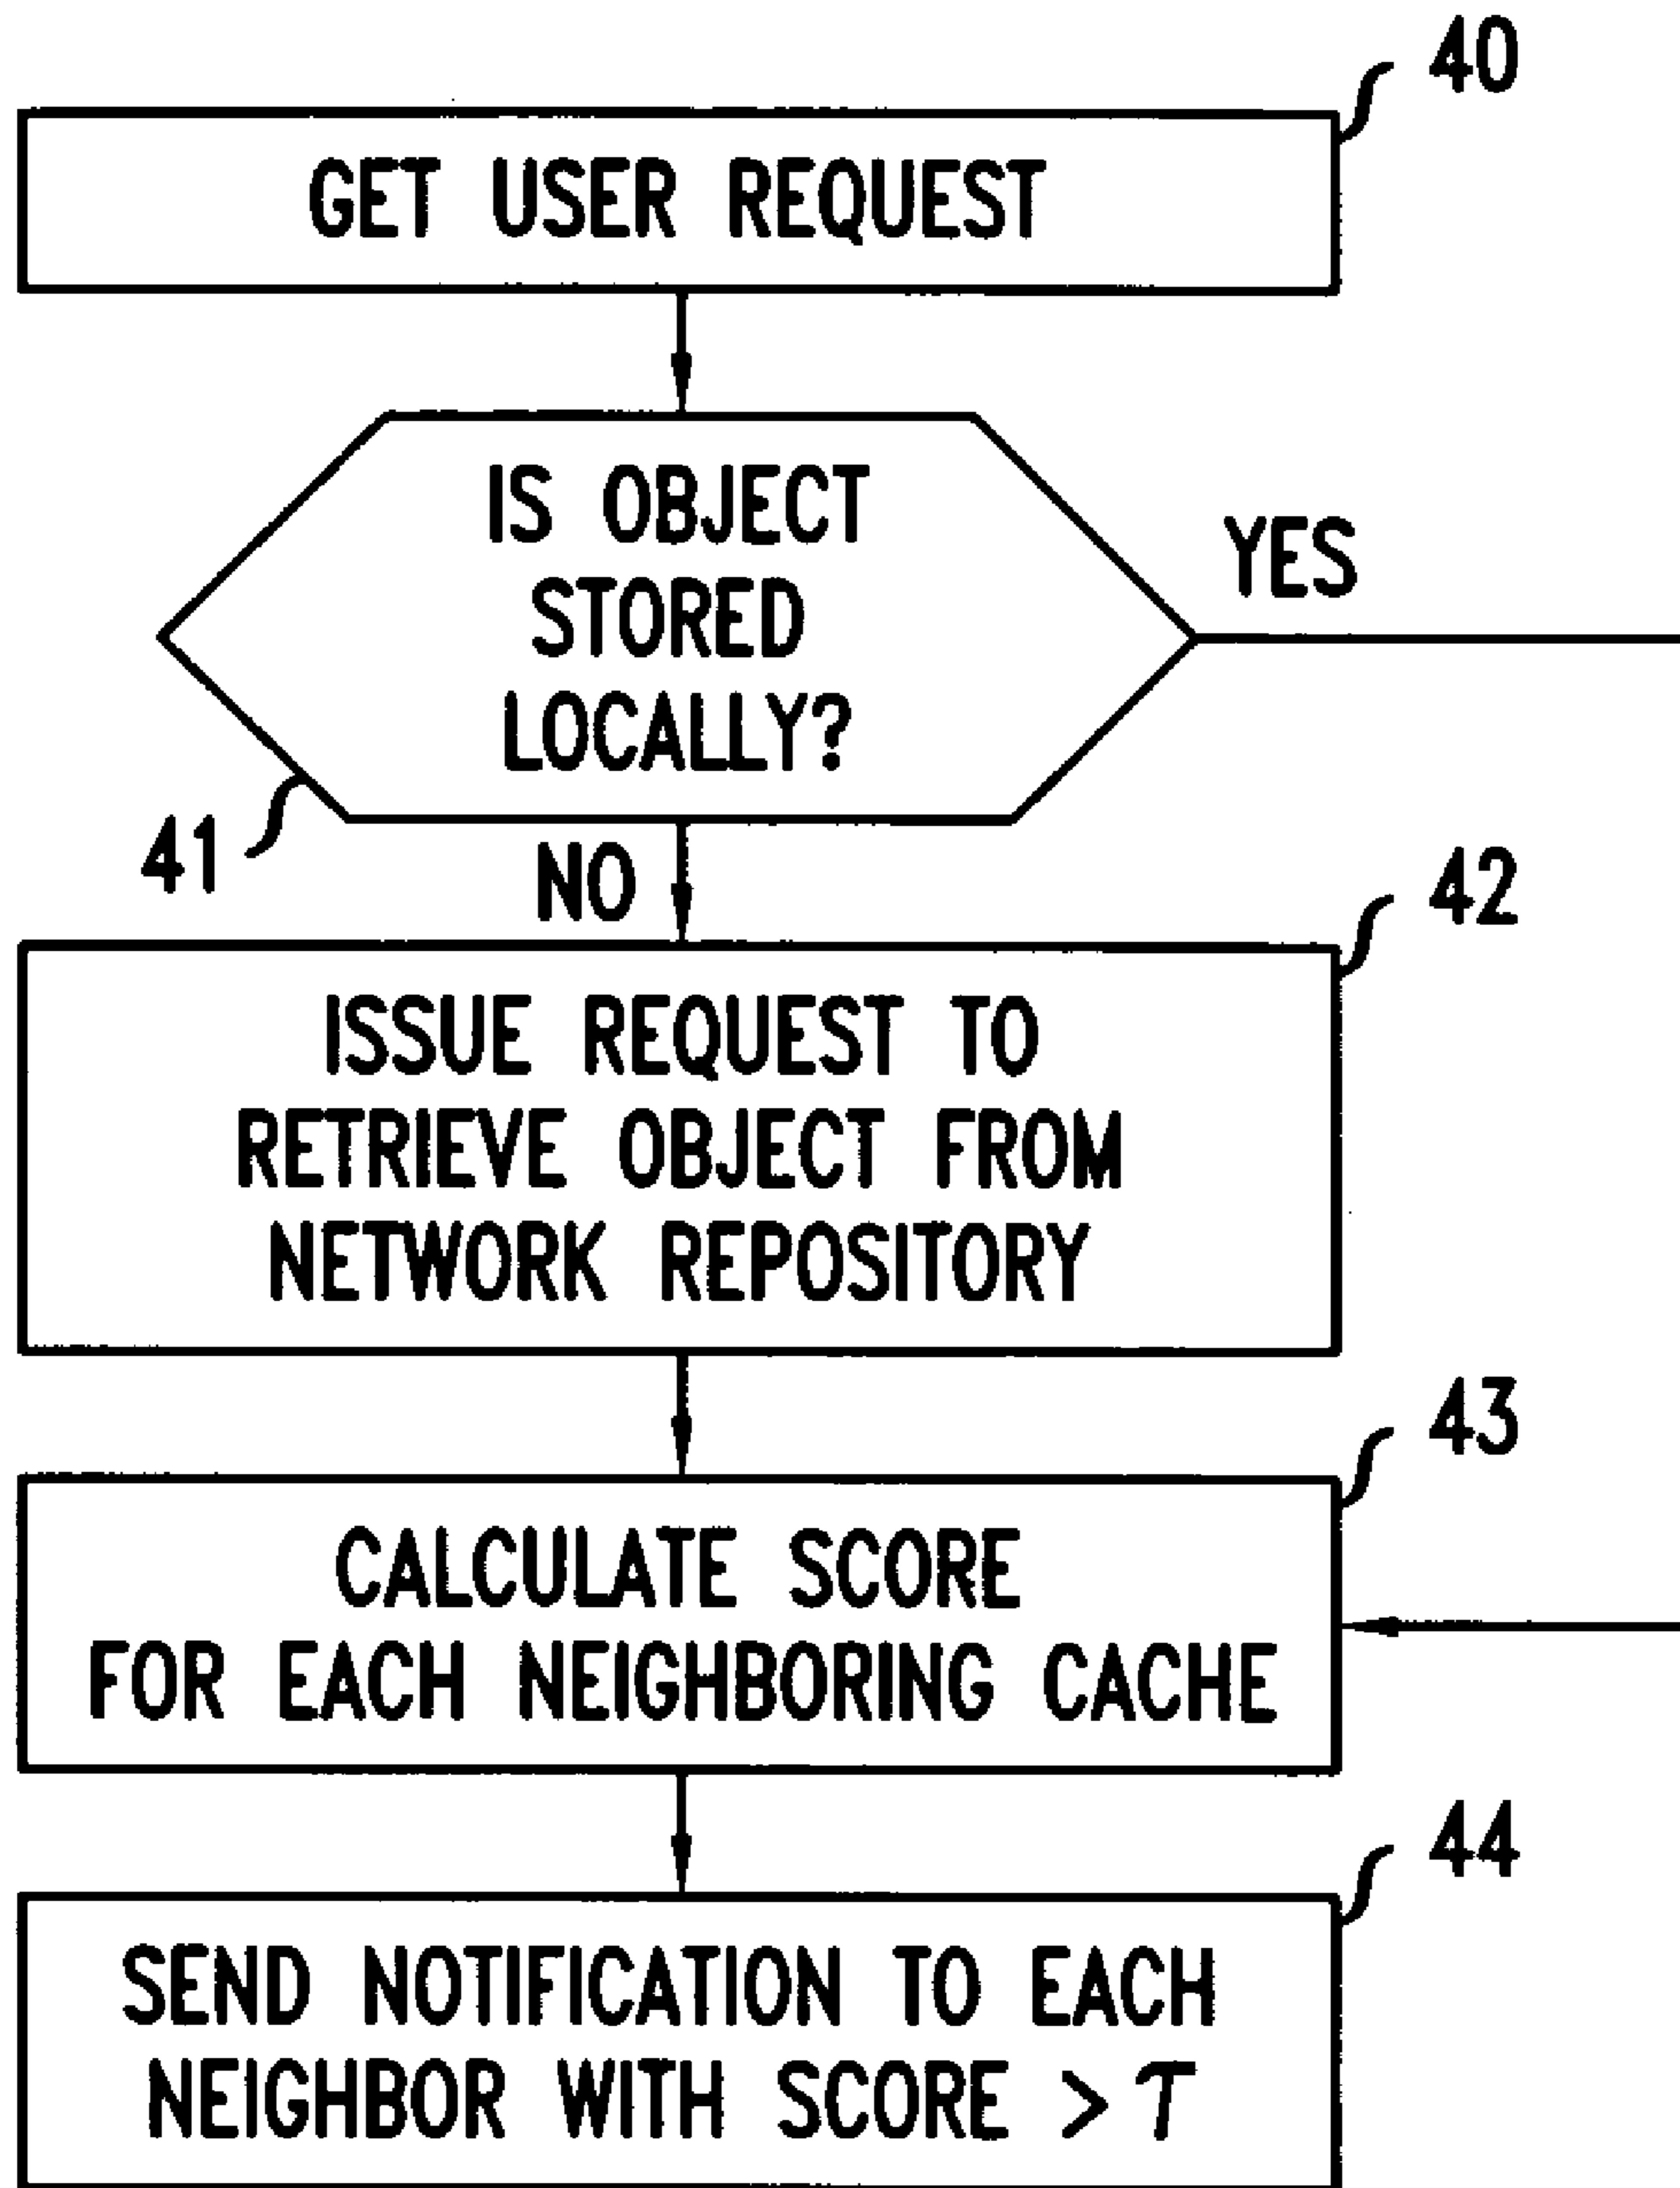 40
GET USER REQUEST
IS OBJECT
STORED
LOCALLY?
YES
41
NO
42
ISSUE REQUEST TO
RETRIEVE OBJECT FROM
NETWORK REPOSITORY
43
CALCULATE SCORE
FOR EACH NEIGHBORING CACHE
44
SEND NOTIFICATION TO EACH
NEIGHBOR WITH SCORE > τ